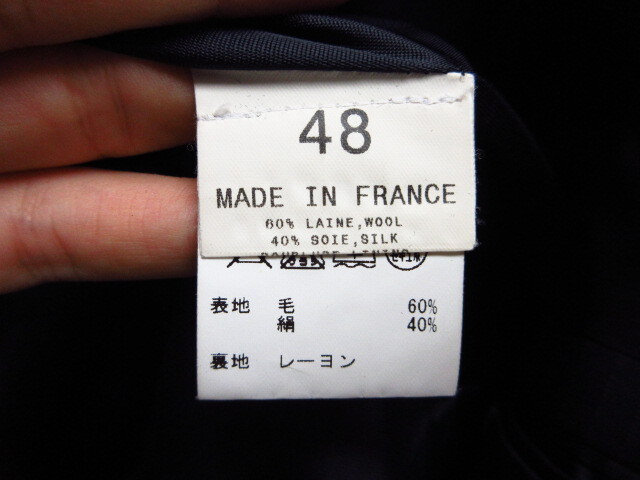 48
MADE IN FRANCE
60% LAINE,WOOL
40% SOIE,SILK
表地 毛 60%
絹 40%
裏地 レーヨン